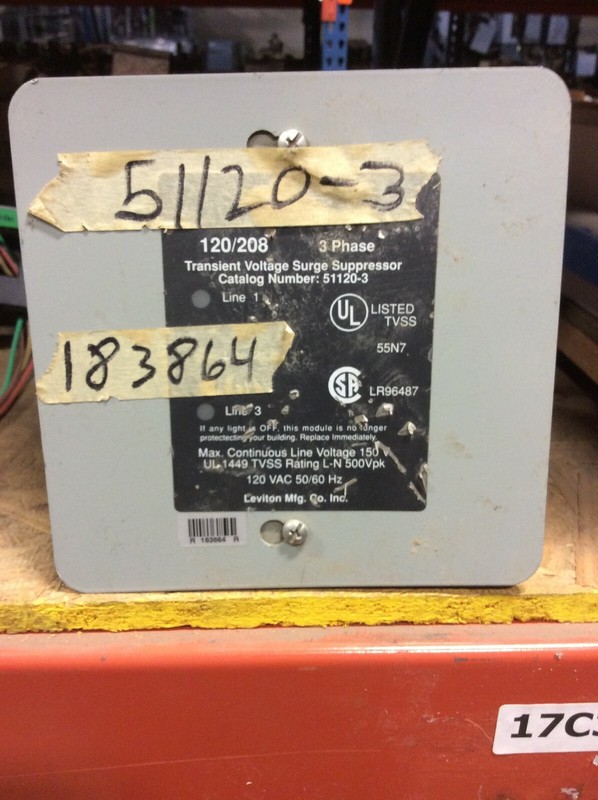 51120-3
120/208 3 Phase
Transient Voltage Surge Suppressor
Catalog Number: 51120-3
Line 1
UL LISTED
TVSS
55N7
183864
SA LR96487
Line 3
If any light is OFF, this module is no longer
protectecting your building. Replace Immediately.
Max. Continuous Line Voltage 150 V
UL 1449 TVSS Rating L-N 500Vpk
120 VAC 50/60 Hz
Leviton Mfg. Co. Inc.
R 183864 R